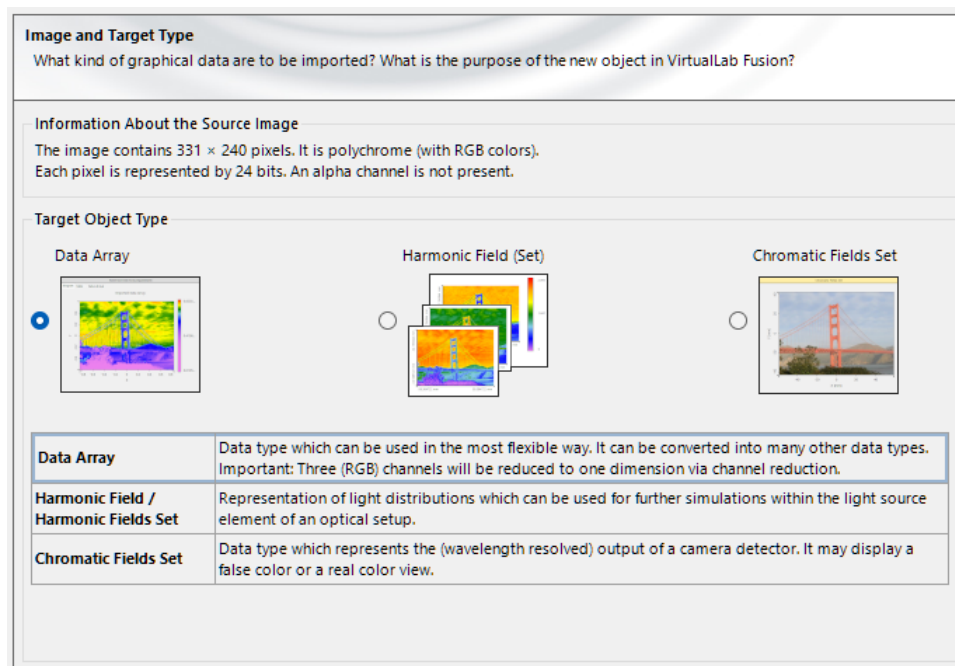 Image and Target Type
What kind of graphical data are to be imported? What is the purpose of the new object in VirtualLab Fusion?
Information About the Source Image
The image contains 331 × 240 pixels. It is polychrome (with RGB colors).
Each pixel is represented by 24 bits. An alpha channel is not present.
Target Object Type
Data Array
Harmonic Field (Set)
Chromatic Fields Set
Data Array
Data type which can be used in the most flexible way. It can be converted into many other data types.
Important: Three (RGB) channels will be reduced to one dimension via channel reduction.
Harmonic Field /
Harmonic Fields Set
Representation of light distributions which can be used for further simulations within the light source
element of an optical setup.
Chromatic Fields Set
Data type which represents the (wavelength resolved) output of a camera detector. It may display a
false color or a real color view.